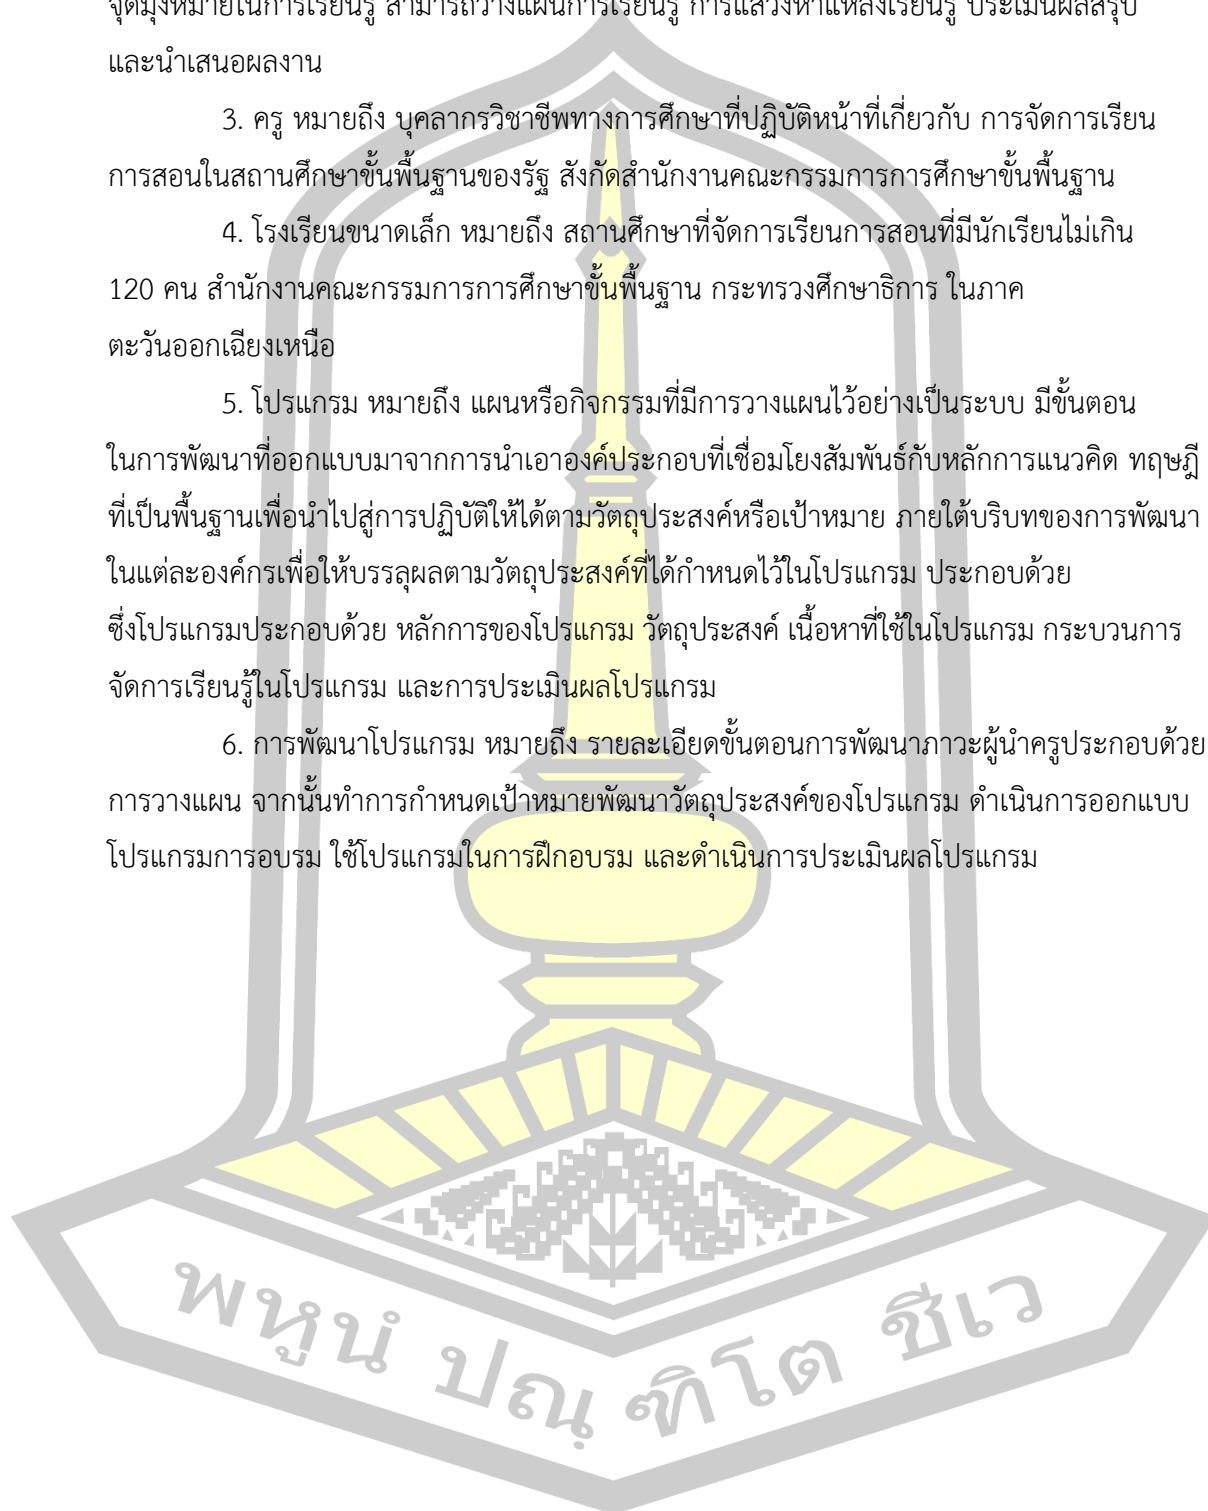 จุดมุ่งหมายในการเรียนรู้ สามารถวางแผนการเรียนรู้ การแสวงหาแหล่งเรียนรู้ ประเมินผลสรุป
และนำเสนอผลงาน
3. ครู หมายถึง บุคลากรวิชาชีพทางการศึกษาที่ปฏิบัติหน้าที่เกี่ยวกับ การจัดการเรียน
การสอนในสถานศึกษาขั้นพื้นฐานของรัฐ สังกัดสำนักงานคณะกรรมการการศึกษาขั้นพื้นฐาน
4. โรงเรียนขนาดเล็ก หมายถึง สถานศึกษาที่จัดการเรียนการสอนที่มีนักเรียนไม่เกิน
120 คน สำนักงานคณะกรรมการการศึกษาขั้นพื้นฐาน กระทรวงศึกษาธิการ ในภาค
ตะวันออกเฉียงเหนือ
5. โปรแกรม หมายถึง แผนหรือกิจกรรมที่มีการวางแผนไว้อย่างเป็นระบบ มีขั้นตอน
ในการพัฒนาที่ออกแบบมาจากการนำเอาองค์ประกอบที่เชื่อมโยงสัมพันธ์กับหลักการแนวคิด ทฤษฎี
ที่เป็นพื้นฐานเพื่อนำไปสู่การปฏิบัติให้ได้ตามวัตถุประสงค์หรือเป้าหมาย ภายใต้บริบทของการพัฒนา
ในแต่ละองค์กรเพื่อให้บรรลุผลตามวัตถุประสงค์ที่ได้กำหนดไว้ในโปรแกรม ประกอบด้วย
ซึ่งโปรแกรมประกอบด้วย หลักการของโปรแกรม วัตถุประสงค์ เนื้อหาที่ใช้ในโปรแกรม กระบวนการ
จัดการเรียนรู้ในโปรแกรม และการประเมินผลโปรแกรม
6. การพัฒนาโปรแกรม หมายถึง รายละเอียดขั้นตอนการพัฒนาภาวะผู้นำครูประกอบด้วย
การวางแผน จากนั้นทำการกำหนดเป้าหมายพัฒนาวัตถุประสงค์ของโปรแกรม ดำเนินการออกแบบ
โปรแกรมการอบรม ใช้โปรแกรมในการฝึกอบรม และดำเนินการประเมินผลโปรแกรม
พหูนํ ปณฺ ฑิโต ชีเว